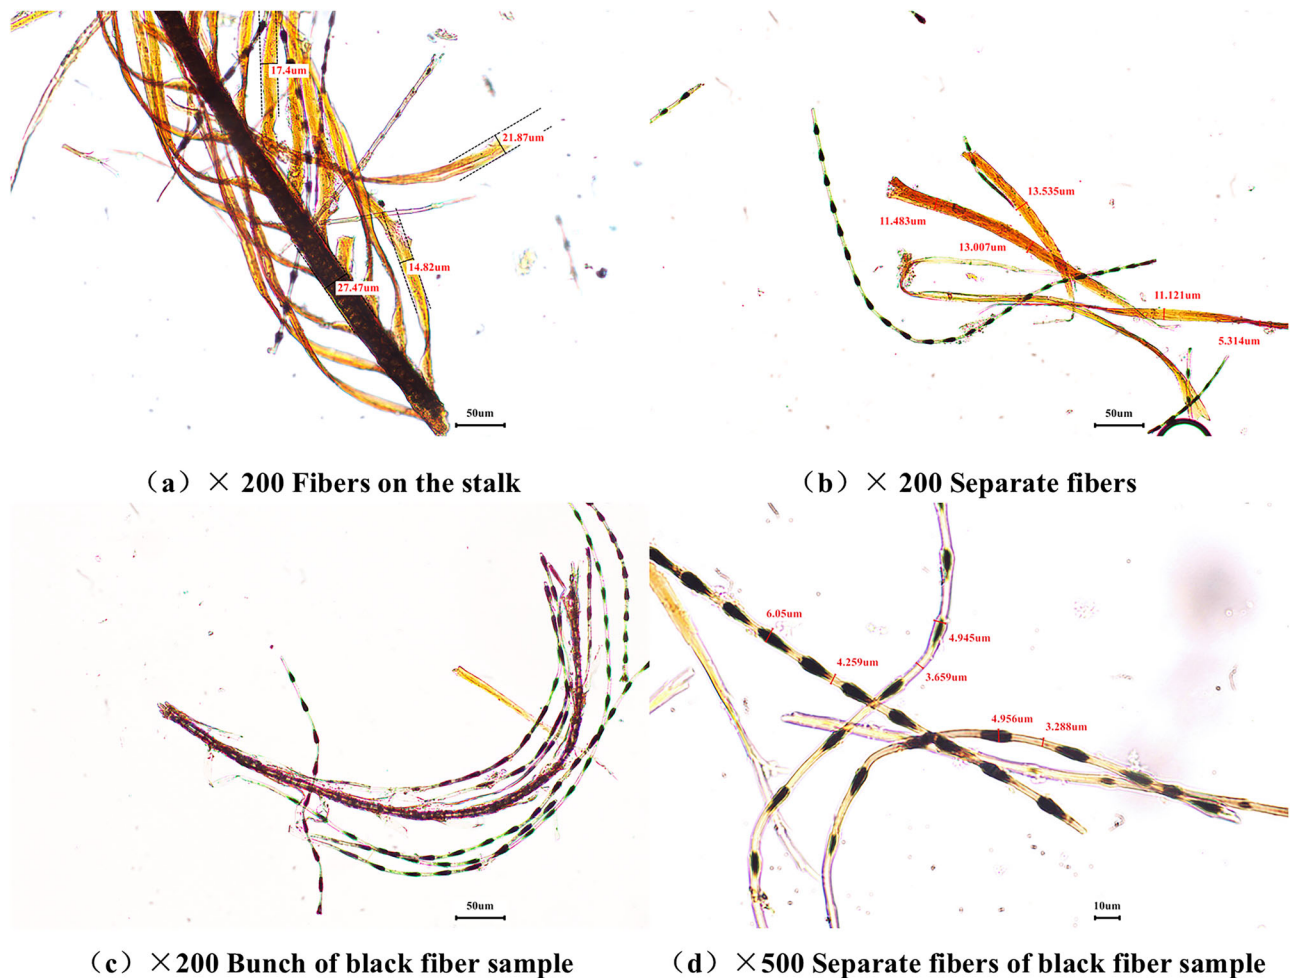 17.4um
21.87um
14.82um
27.47um
50um
13.535um
11.483um
13.007um
11.121um
5.314um
50um
（a）× 200 Fibers on the stalk
（b）× 200 Separate fibers
50um
6.05um
4.945um
4.259um
3.659um
4.956um
3.288um
10um
（c）×200 Bunch of black fiber sample
（d）×500 Separate fibers of black fiber sample